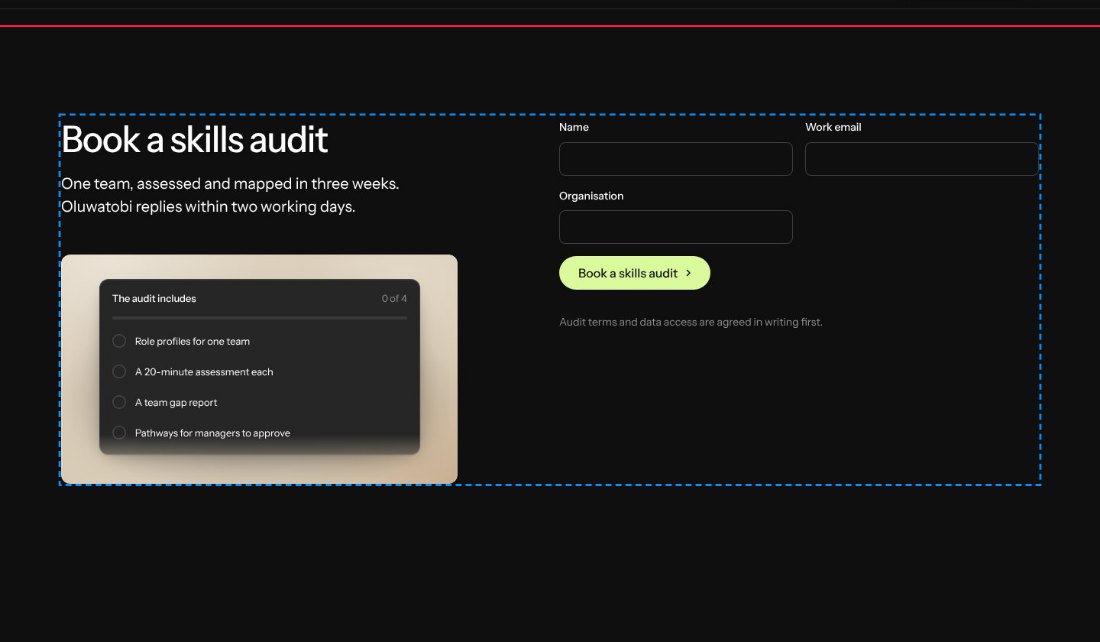 Book a skills audit
One team, assessed and mapped in three weeks.
Oluwatobi replies within two working days.
The audit includes
0 of 4
Role profiles for one team
A 20-minute assessment each
A team gap report
Pathways for managers to approve
Name
Work email
Organisation
Book a skills audit
Audit terms and data access are agreed in writing first.